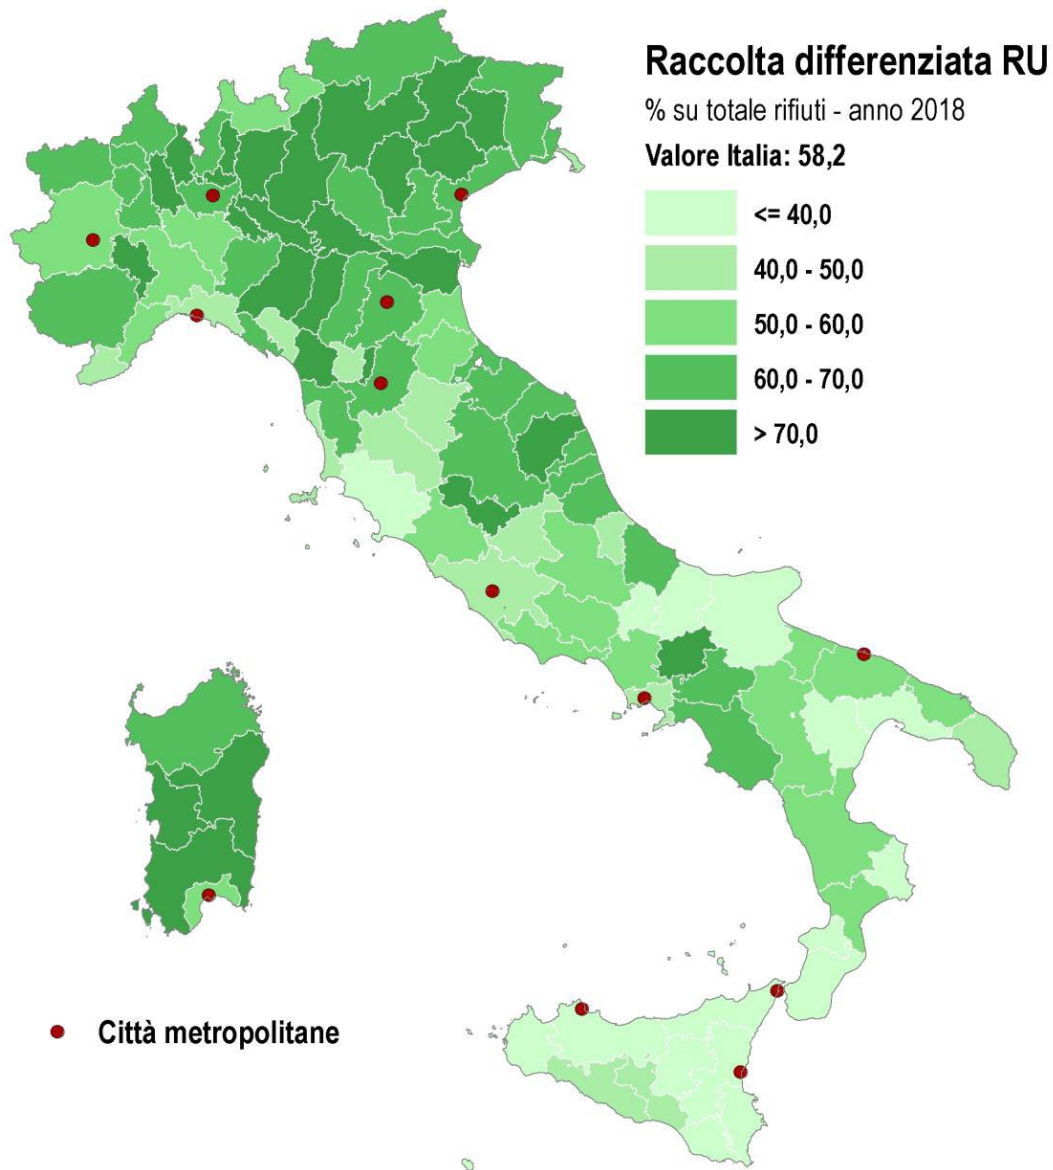 Raccolta differenziata RU
% su totale rifiuti - anno 2018
Valore Italia: 58,2
<= 40,0
40,0 - 50,0
50,0 - 60,0
60,0 - 70,0
> 70,0
Città metropolitane